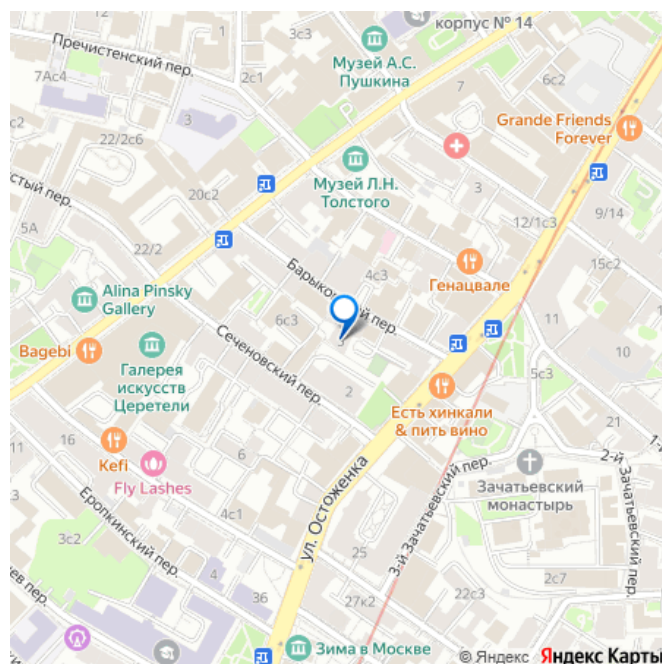 корпус № 14
Пречистенский пер.
Музей А.С.
Пушкина
7Ас4
2с1
7
6с2
3
Grande Friends
Forever
22/2с6
Музей Л.Н.
Толстого
20с2
3
12/1с3
9/14
5А
22/2
4с3
Генацвале
15с2
Alina Pinsky
Gallery
6с3
Bagebi
Сеченовский пер.
3
10
Галерея
искусств
Церетели
2
5с3
Есть хинкали
& пить вино
11
16
Kefi
6
21
Fly Lashes
ул. Остоженка
3-й Зачатьевский пер.
Зачатьевский
монастырь
2-й Зачатьевский пер.
Еропкинский пер.
4с1
3с2
25
4
36
27к2
22с3
2с7
Зима в Москве
© Яндекс Яндекс Карты